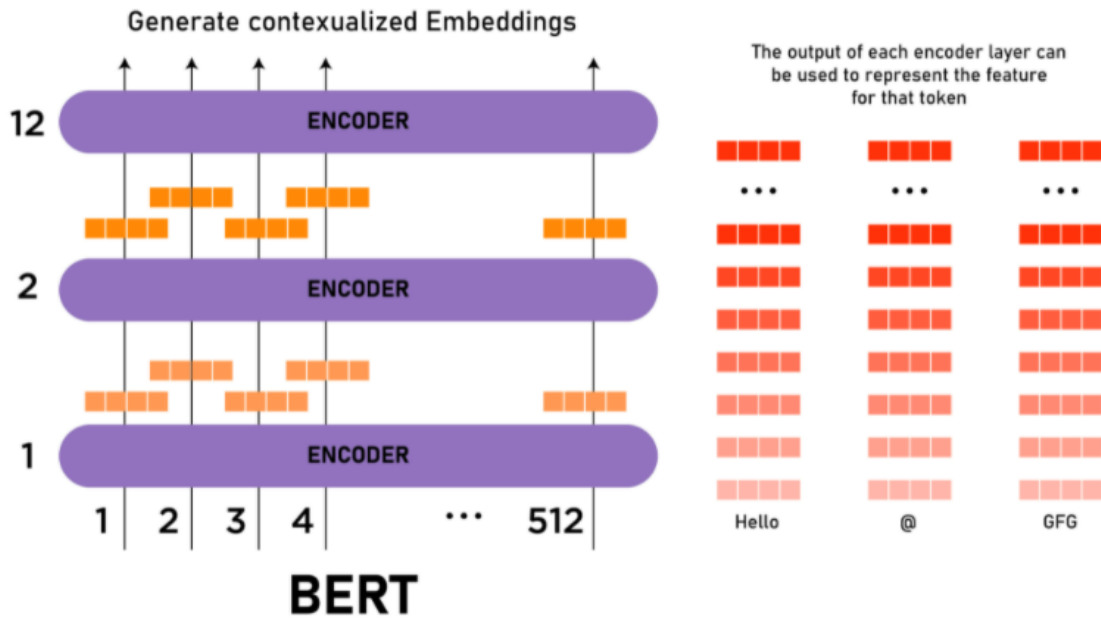 Generate contexualized Embeddings
12
ENCODER
2
ENCODER
1
ENCODER
1 2 3 4 ... 512
BERT
The output of each encoder layer can
be used to represent the feature
for that token
... ... ...
Hello @ GFG